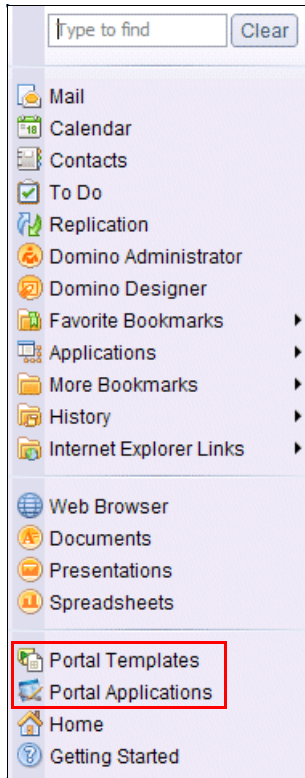 Type to find
Clear
Mail
18
Calendar
Contacts
To Do
Replication
Domino Administrator
Domino Designer
Favorite Bookmarks
Applications
More Bookmarks
History
Internet Explorer Links
Web Browser
Documents
Presentations
Spreadsheets
Portal Templates
Portal Applications
Home
? Getting Started